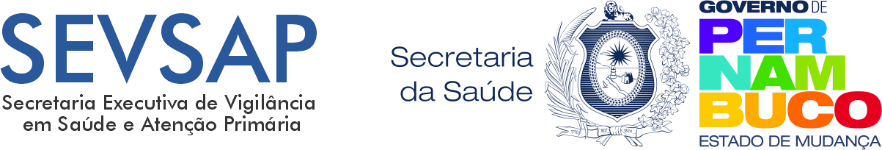 SEVSAP
Secretaria Executiva de Vigilância
em Saúde e Atenção Primária
Secretaria
da Saúde
GOVERNO DE
PER
NAM
BUCO
ESTADO DE MUDANÇA